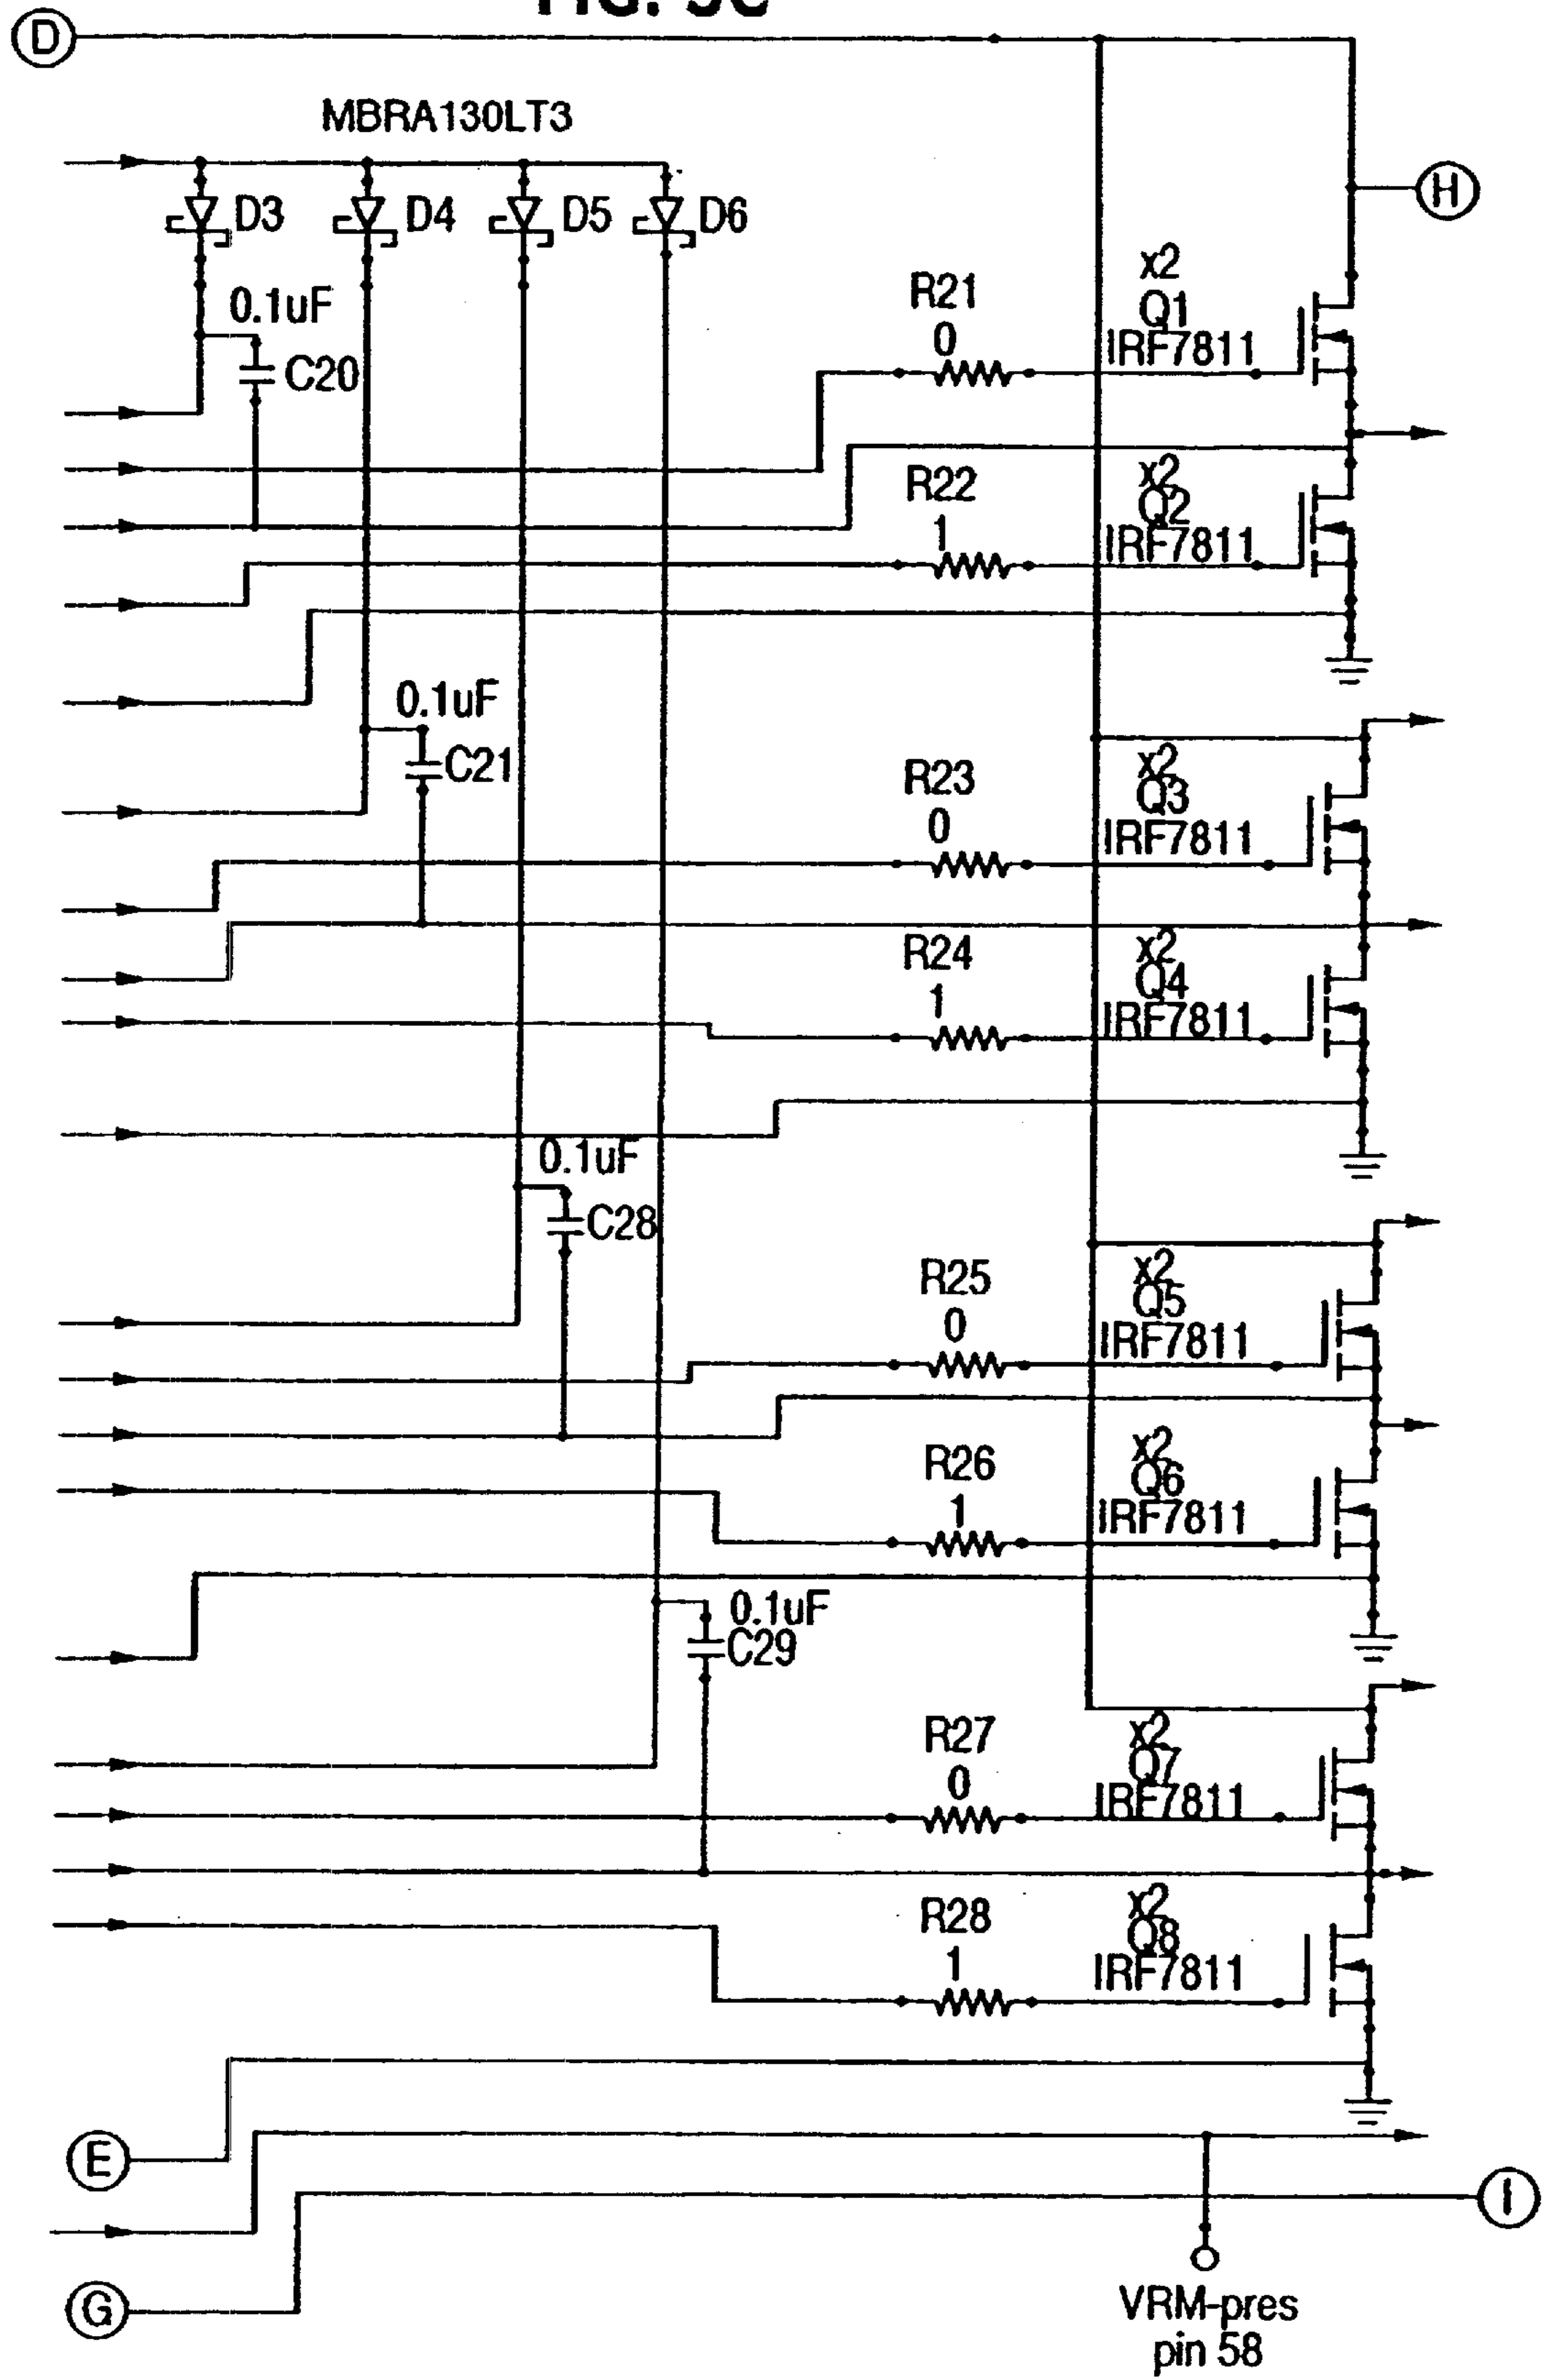 FIG. 5C
D
MBRA130LT3
D3
D4
D5
D6
H
0.1uF
C20
R21
0
x2
Q1
IRF7811
R22
1
x2
Q2
IRF7811
0.1uF
C21
R23
0
x2
Q3
IRF7811
R24
1
x2
Q4
IRF7811
0.1uF
C28
R25
0
x2
Q5
IRF7811
R26
1
x2
Q6
IRF7811
0.1uF
C29
R27
0
x2
Q7
IRF7811
R28
1
x2
Q8
IRF7811
E
I
G
VRM-pres
pin 58